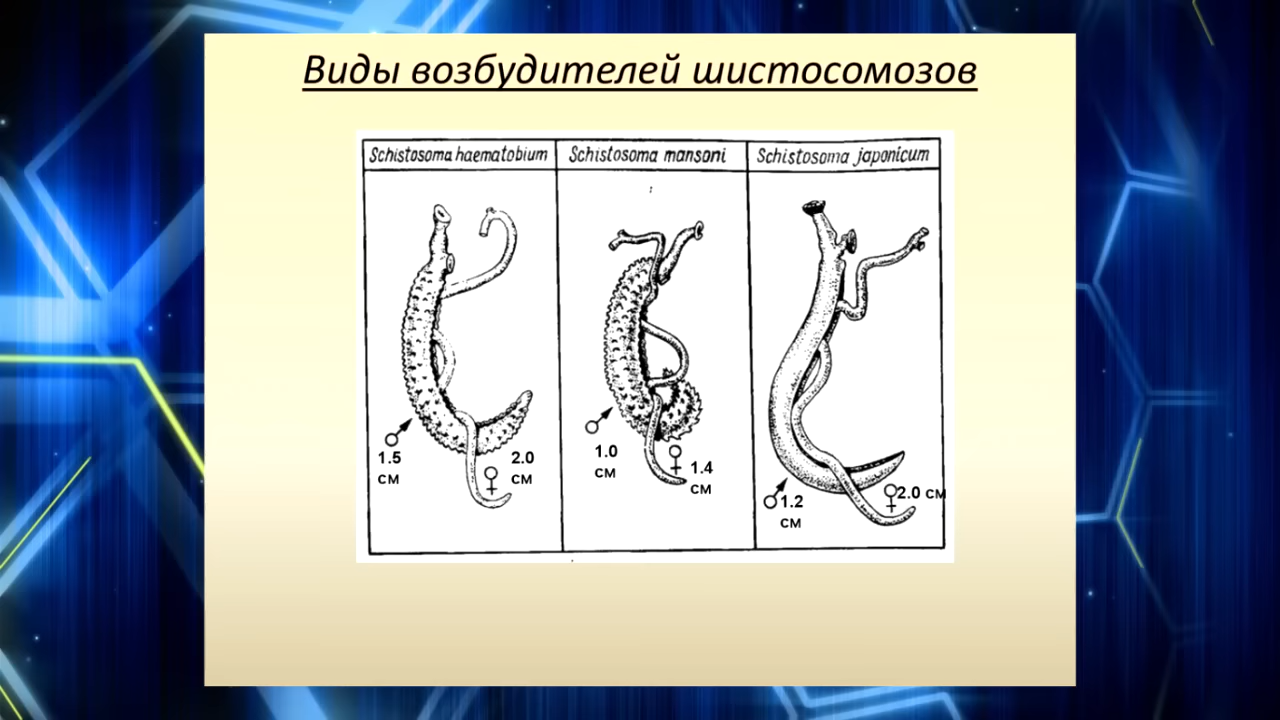 Виды возбудителей шистосомозов
Schistosoma haematobium
Schistosoma mansoni
Schistosoma japonicum
♂
1.5
см
♀
2.0
см
♂
1.0
см
♀
1.4
см
♂1.2
см
♀2.0 см